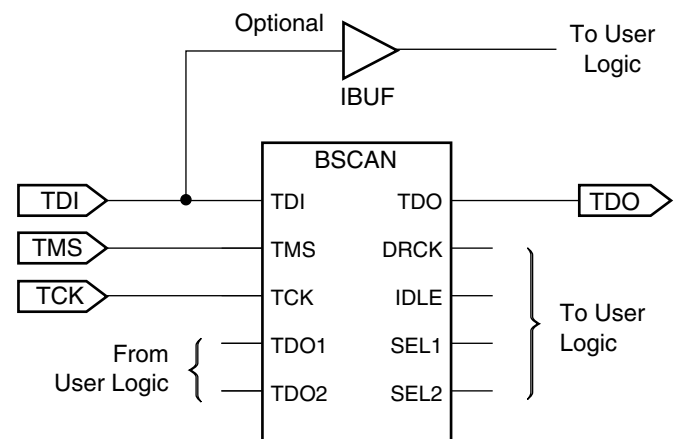 Optional
To User
Logic
IBUF
BSCAN
TDI TDI TDO TDO
TMS TMS DRCK
TCK TCK IDLE
To User
Logic
From
User Logic
TDO1 SEL1
TDO2 SEL2